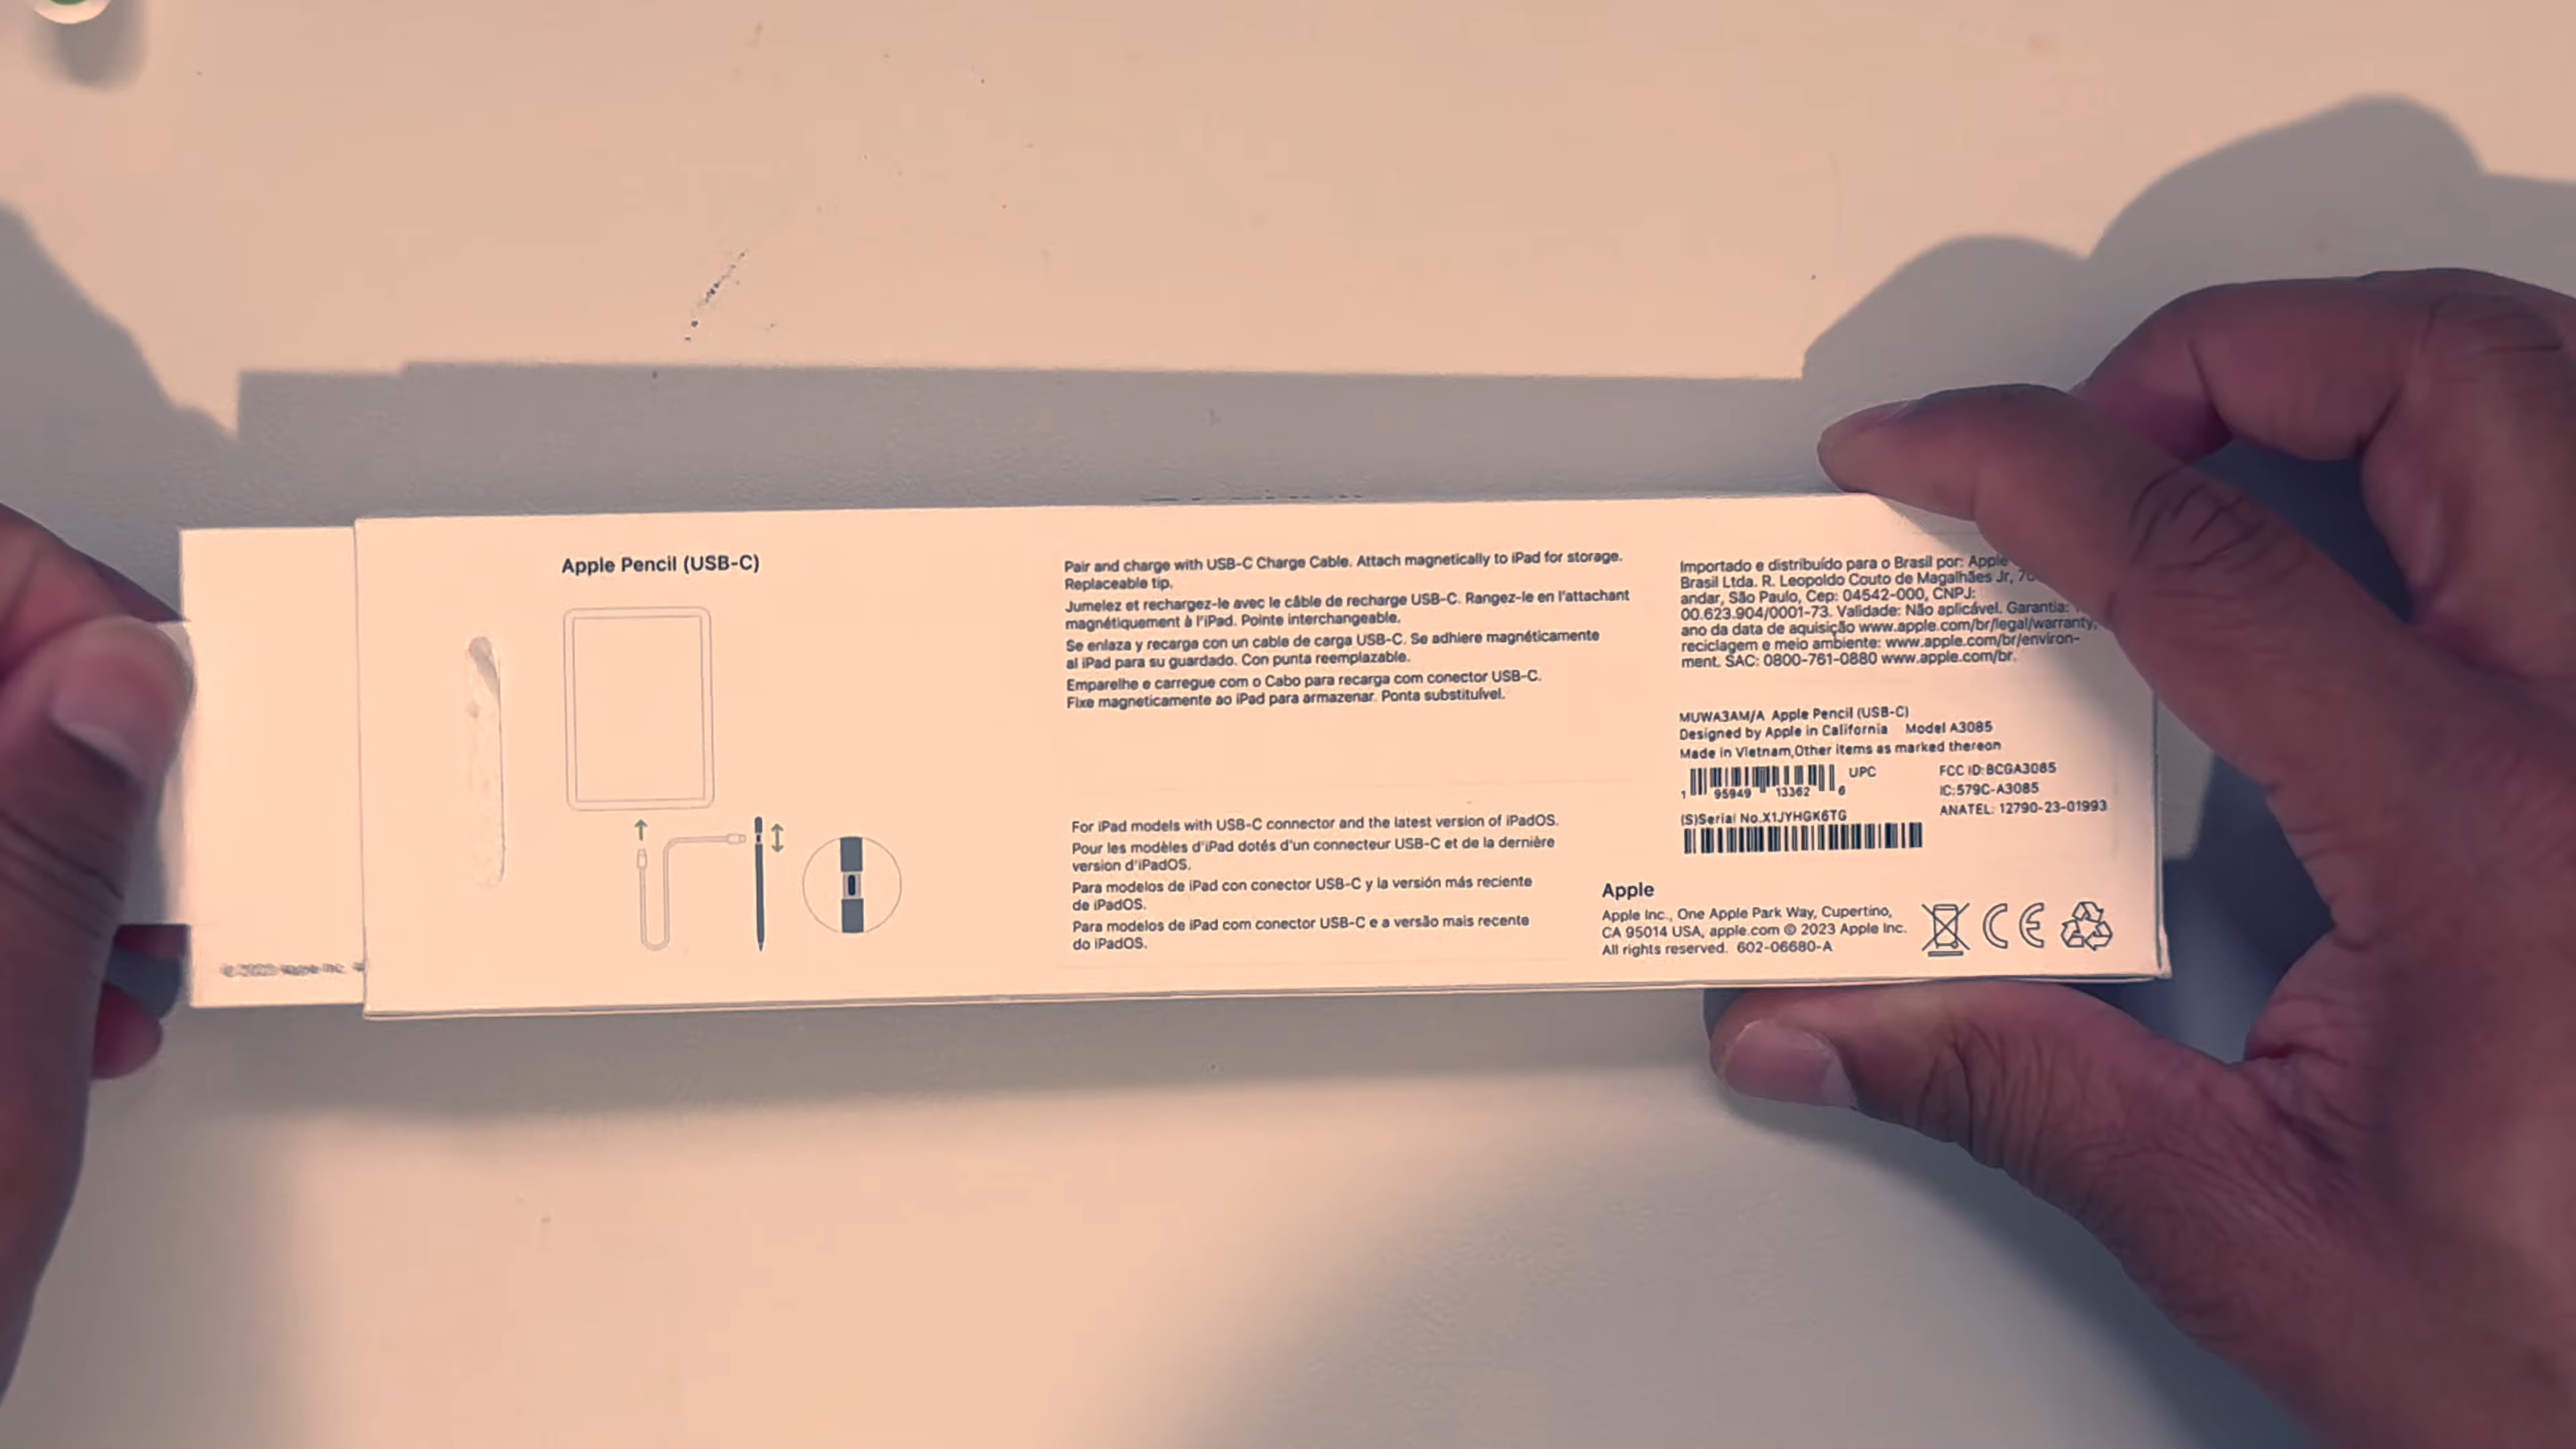 Apple Pencil (USB-C)
Pair and charge with USB-C Charge Cable. Attach magnetically to iPad for storage.
Replaceable tip.
Jumelez et rechargez-le avec le câble de recharge USB-C. Rangez-le en l'attachant
magnétiquement à l'iPad. Pointe interchangeable.
Se enlaza y recarga con un cable de carga USB-C. Se adhiere magnéticamente
al iPad para su guardado. Con punta reemplazable.
Emparelhe e carregue com o Cabo para recarga com conector USB-C.
Fixe magneticamente ao iPad para armazenar. Ponta substituível.
For iPad models with USB-C connector and the latest version of iPadOS.
Pour les modèles d'iPad dotés d'un connecteur USB-C et de la dernière
version d'iPadOS.
Para modelos de iPad con conector USB-C y la versión más reciente
de iPadOS.
Para modelos de iPad com conector USB-C e a versão mais recente
do iPadOS.
Importado e distribuído para o Brasil por: Apple
Brasil Ltda. R. Leopoldo Couto de Magalhães Jr,
andar, São Paulo, Cep: 04542-000, CNPJ:
00.623.904/0001-73. Validade: Não aplicável. Garantia:
ano da data de aquisição www.apple.com/br/legal/warranty,
reciclagem e meio ambiente: www.apple.com/br/environ-
ment. SAC: 0800-761-0880 www.apple.com/br.
MUWA3AM/A Apple Pencil (USB-C)
Designed by Apple in California Model A3085
Made in Vietnam,Other items as marked thereon
UPC
1 95949 13362 6
FCC ID:BCGA3085
IC:579C-A3085
ANATEL: 12790-23-01993
(S)Serial No.X1JYHGK6TG
Apple
Apple Inc., One Apple Park Way, Cupertino,
CA 95014 USA, apple.com © 2023 Apple Inc.
All rights reserved. 602-06680-A
CE